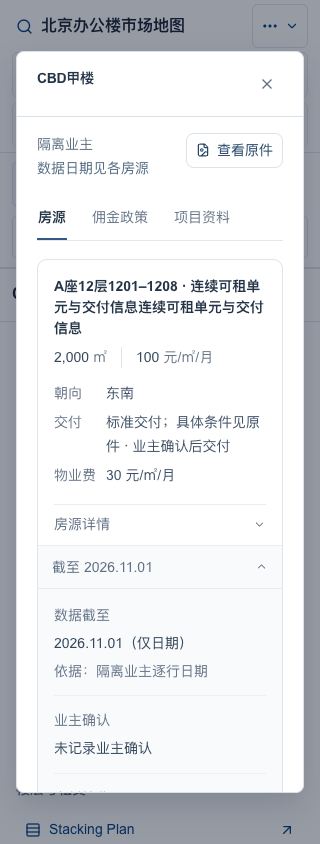 北京办公楼市场地图
CBD甲楼
隔离业主
数据日期见各房源
查看原件
房源
佣金政策
项目资料
A座12层1201–1208 · 连续可租单
元与交付信息连续可租单元与交付
信息
2,000 ㎡
100 元/㎡/月
朝向 东南
交付 标准交付；具体条件见原
件 · 业主确认后交付
物业费 30 元/㎡/月
房源详情
截至 2026.11.01
数据截至
2026.11.01（仅日期）
依据：隔离业主逐行日期
业主确认
未记录业主确认
Stacking Plan